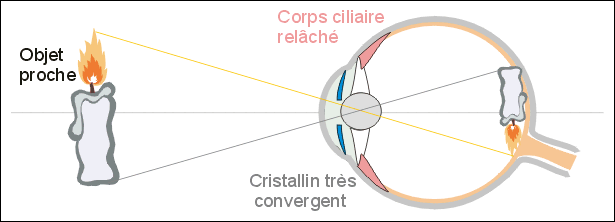 Corps ciliaire
relâché
Objet
proche
Cristallin très
convergent